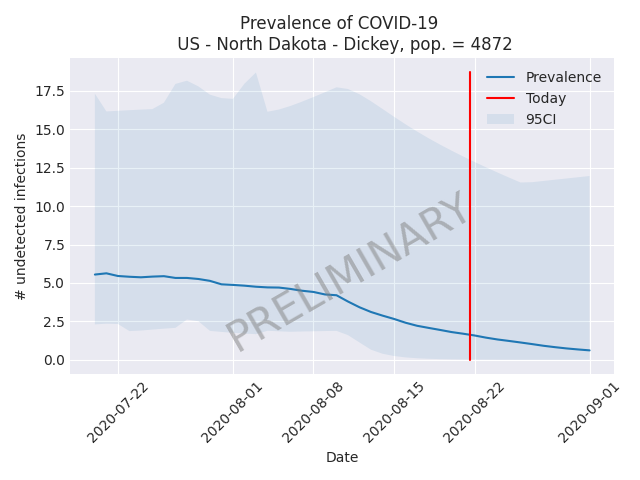 Prevalence of COVID-19
US - North Dakota - Dickey, pop. = 4872
Prevalence
Today
95CI
17.5
15.0
12.5
10.0
7.5
5.0
2.5
0.0
# undetected infections
PRELIMINARY
2020-07-22
2020-08-01
2020-08-08
2020-08-15
2020-08-22
2020-09-01
Date